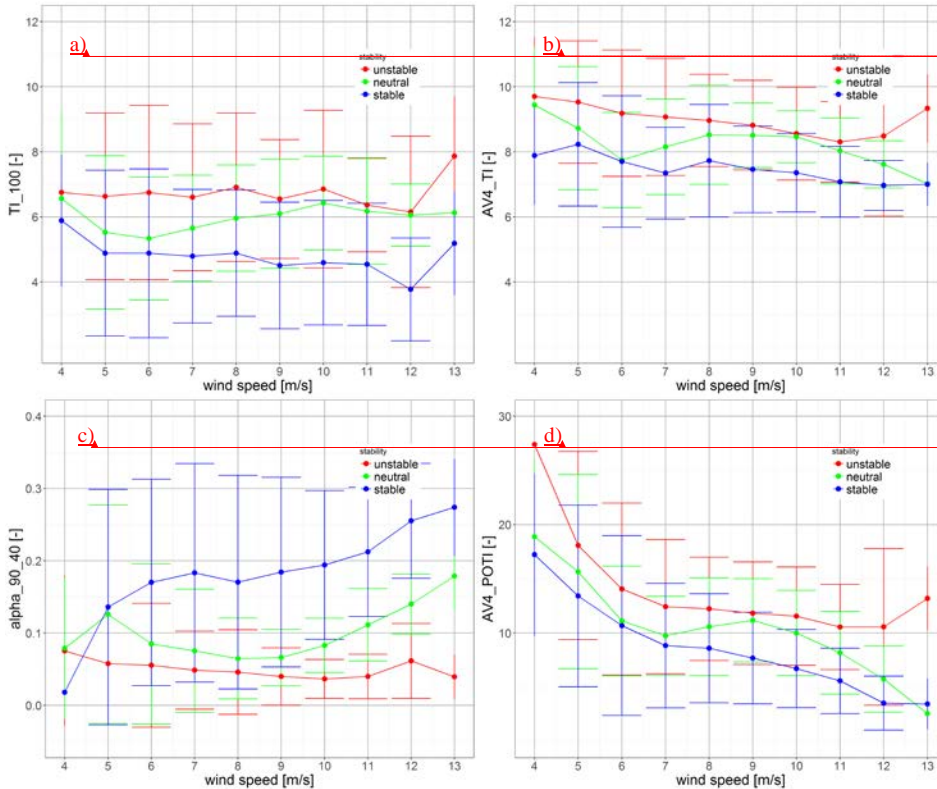 a)
TI_100 [-]
12
10
8
6
4
stability
unstable
neutral
stable
4 5 6 7 8 9 10 11 12 13
wind speed [m/s]
b)
AV4_TI [-]
12
10
8
6
4
stability
unstable
neutral
stable
4 5 6 7 8 9 10 11 12 13
wind speed [m/s]
c)
alpha_90_40 [-]
0.4
0.3
0.2
0.1
0.0
stability
unstable
neutral
stable
4 5 6 7 8 9 10 11 12 13
wind speed [m/s]
d)
AV4_POTI [-]
30
20
10
stability
unstable
neutral
stable
4 5 6 7 8 9 10 11 12 13
wind speed [m/s]